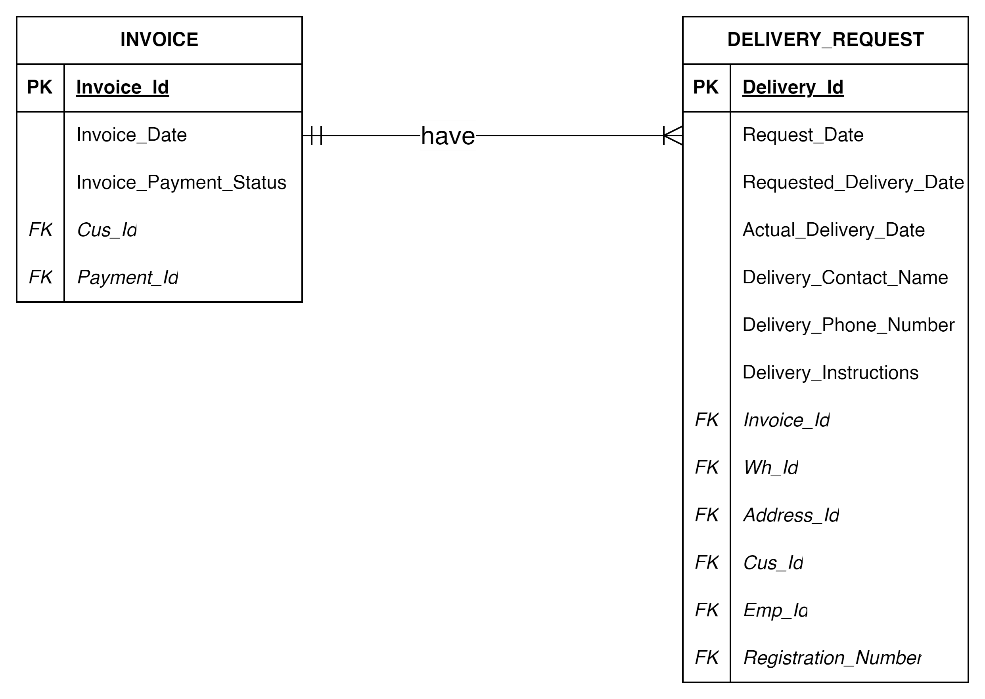 INVOICE
PK Invoice_Id
Invoice_Date
Invoice_Payment_Status
FK Cus_Id
FK Payment_Id
have
DELIVERY_REQUEST
PK Delivery_Id
Request_Date
Requested_Delivery_Date
Actual_Delivery_Date
Delivery_Contact_Name
Delivery_Phone_Number
Delivery_Instructions
FK Invoice_Id
FK Wh_Id
FK Address_Id
FK Cus_Id
FK Emp_Id
FK Registration_Number